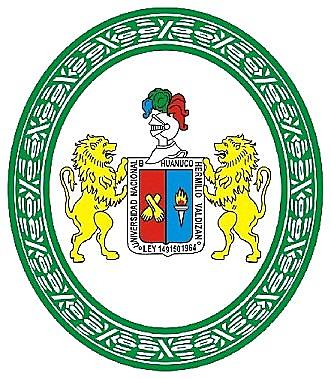 UNIVERSIDAD NACIONAL
HUANUCO
HERMILIO VALDIZAN
LEY 14915
1964